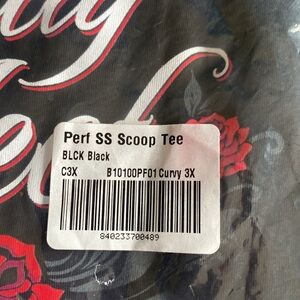 Perf SS Scoop Tee
BLCK Black
C3X B10100PF01 Curvy 3X
840233700489